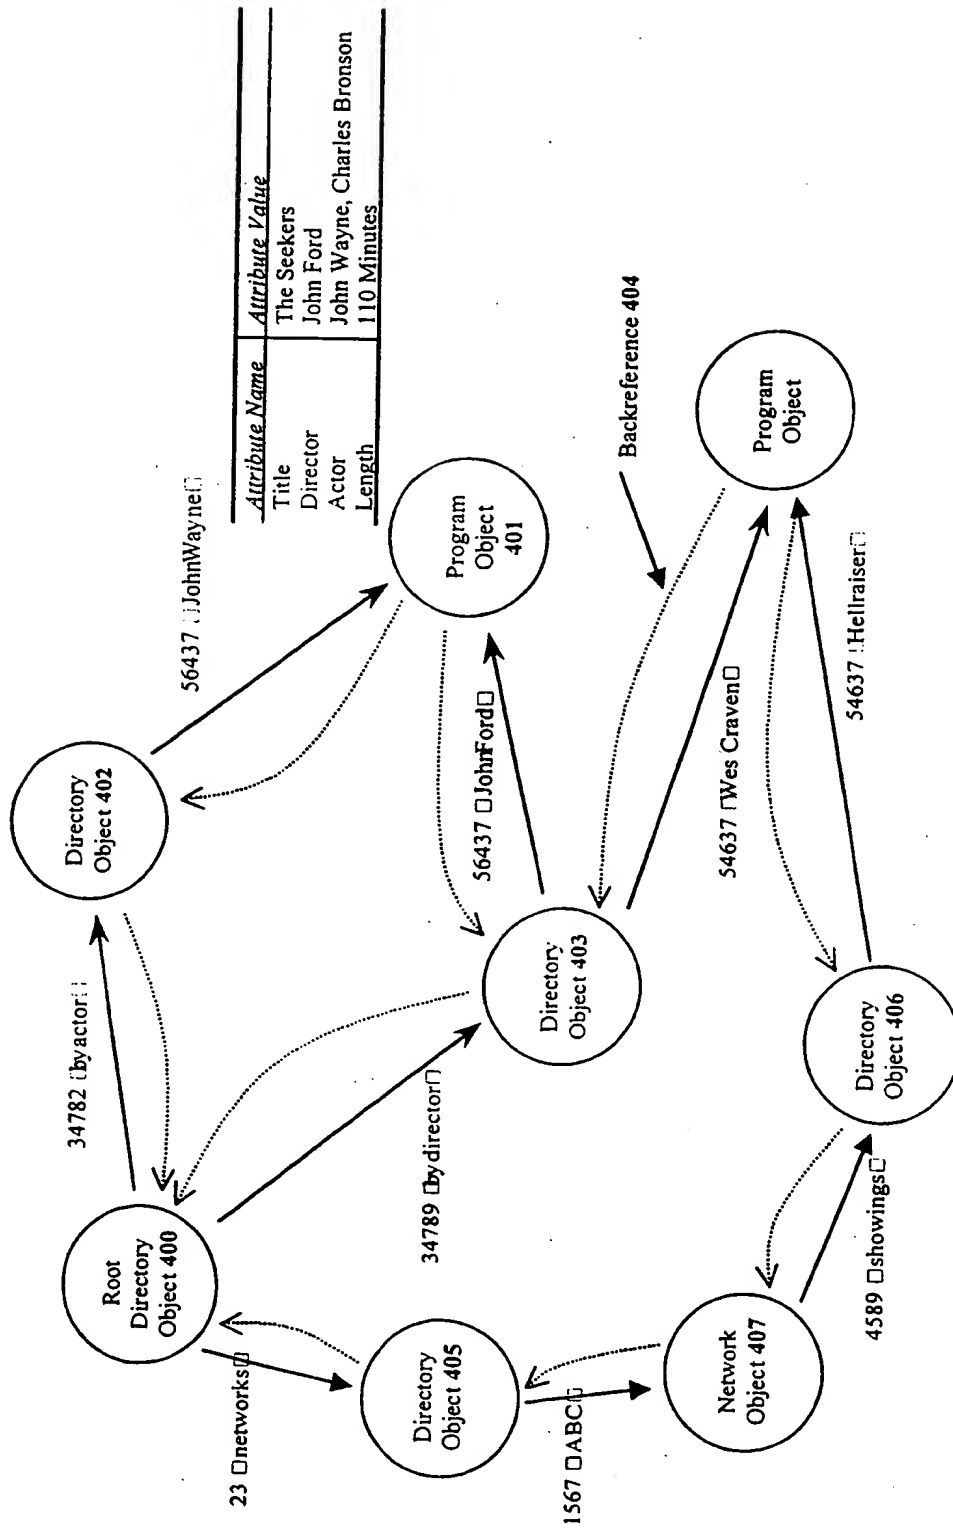 Attribute Name Attribute Value
Title The Seekers
Director John Ford
Actor John Wayne, Charles Bronson
Length 110 Minutes
56437 □JohnWayne□
Directory
Object 402
Program
Object
401
34782 □by actor□
Root
Directory
Object 400
56437 □JohnFord□
Backreference 404
Directory
Object 403
34789 □bydirector□
Program
Object
23 □networks□
Directory
Object 405
54637 □Wes Craven□
54637 □Hellraiser□
1567 □ABC□
Network
Object 407
Directory
Object 406
4589 □showings□